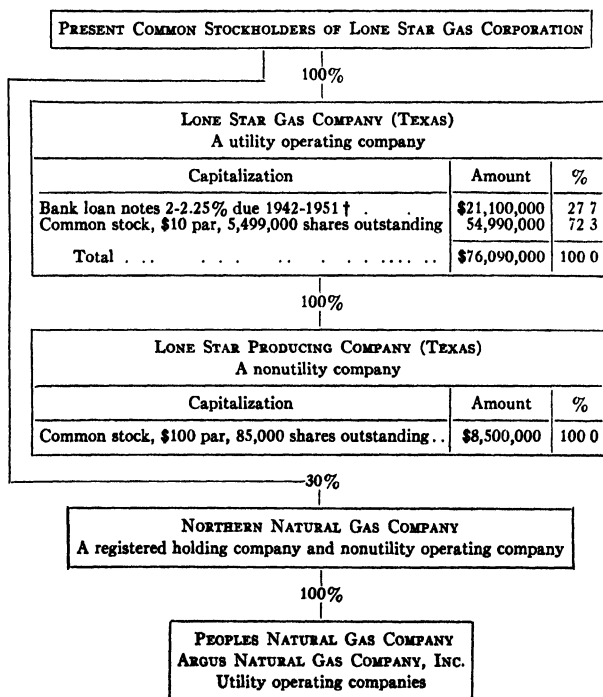 PRESENT COMMON STOCKHOLDERS OF LONE STAR GAS CORPORATION
100%
LONE STAR GAS COMPANY (TEXAS)
A utility operating company
Capitalization Amount %
Bank loan notes 2-2.25% due 1942-1951 † . . $21,100,000 27 7
Common stock, $10 par, 5,499,000 shares outstanding 54,990,000 72 3
Total . .. . . . . .. . .. . .... .. .. $76,090,000 100 0
100%
LONE STAR PRODUCING COMPANY (TEXAS)
A nonutility company
Capitalization Amount %
Common stock, $100 par, 85,000 shares outstanding.. $8,500,000 100 0
30%
NORTHERN NATURAL GAS COMPANY
A registered holding company and nonutility operating company
100%
PEOPLES NATURAL GAS COMPANY
ARGUS NATURAL GAS COMPANY, INC.
Utility operating companies